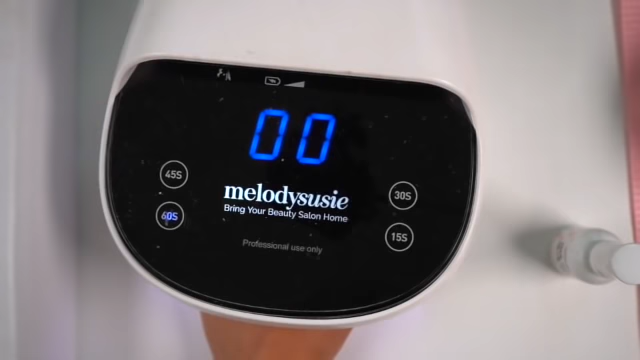 00
45S
30S
melodysusie
Bring Your Beauty Salon Home
60S
15S
Professional use only